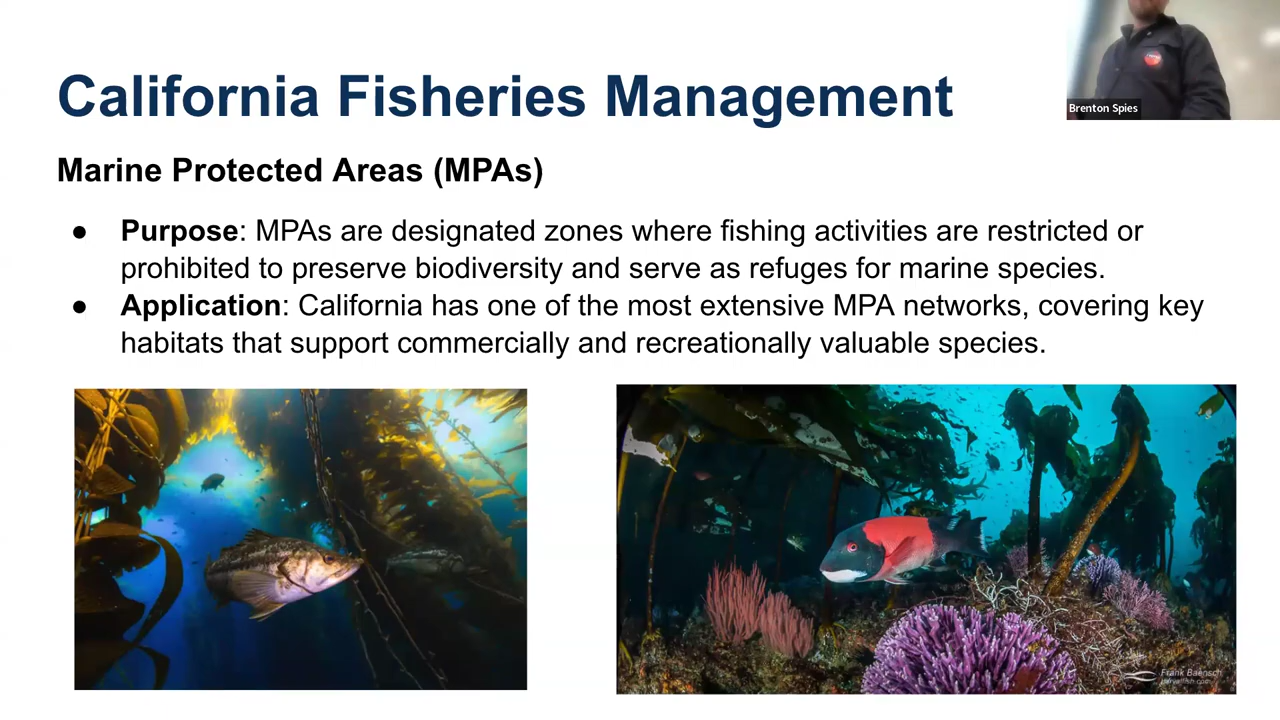 Brenton Spies
California Fisheries Management
Marine Protected Areas (MPAs)
● Purpose: MPAs are designated zones where fishing activities are restricted or
prohibited to preserve biodiversity and serve as refuges for marine species.
● Application: California has one of the most extensive MPA networks, covering key
habitats that support commercially and recreationally valuable species.
Frank Baensch